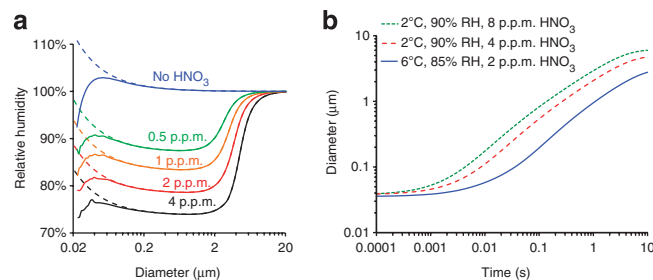 a
110%
100%
90%
80%
70%
Relative humidity
No HNO₃
0.5 p.p.m.
1 p.p.m.
2 p.p.m.
4 p.p.m.
0.02 0.2 2 20
Diameter (μm)
b
2°C, 90% RH, 8 p.p.m. HNO₃
2°C, 90% RH, 4 p.p.m. HNO₃
6°C, 85% RH, 2 p.p.m. HNO₃
10
1
0.1
0.01
Diameter (μm)
0.0001 0.001 0.01 0.1 1 10
Time (s)